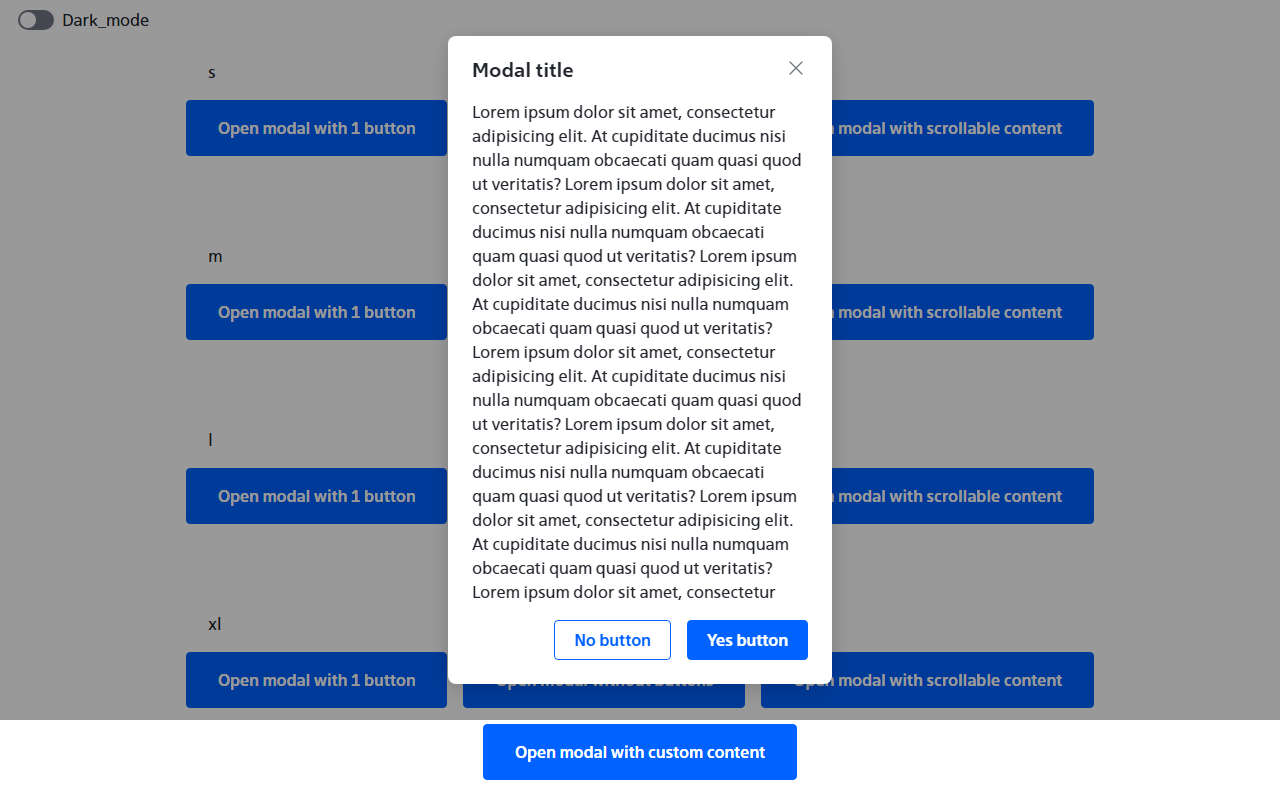 Dark_mode
s
Open modal with 1 button
modal with scrollable content
m
Open modal with 1 button
modal with scrollable content
l
Open modal with 1 button
modal with scrollable content
xl
Open modal with 1 button
Open modal without buttons
Open modal with scrollable content
Open modal with custom content
Modal title
Lorem ipsum dolor sit amet, consectetur
adipisicing elit. At cupiditate ducimus nisi
nulla numquam obcaecati quam quasi quod
ut veritatis? Lorem ipsum dolor sit amet,
consectetur adipisicing elit. At cupiditate
ducimus nisi nulla numquam obcaecati
quam quasi quod ut veritatis? Lorem ipsum
dolor sit amet, consectetur adipisicing elit.
At cupiditate ducimus nisi nulla numquam
obcaecati quam quasi quod ut veritatis?
Lorem ipsum dolor sit amet, consectetur
adipisicing elit. At cupiditate ducimus nisi
nulla numquam obcaecati quam quasi quod
ut veritatis? Lorem ipsum dolor sit amet,
consectetur adipisicing elit. At cupiditate
ducimus nisi nulla numquam obcaecati
quam quasi quod ut veritatis? Lorem ipsum
dolor sit amet, consectetur adipisicing elit.
At cupiditate ducimus nisi nulla numquam
obcaecati quam quasi quod ut veritatis?
Lorem ipsum dolor sit amet, consectetur
No button
Yes button